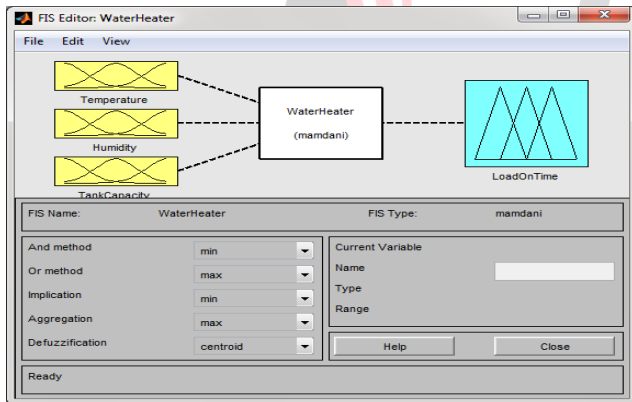 FIS Editor: WaterHeater
File Edit View
Temperature
Humidity
TankCapacity
WaterHeater
(mamdani)
LoadOnTime
FIS Name: WaterHeater FIS Type: mamdani
And method min
Or method max
Implication min
Aggregation max
Defuzzification centroid
Current Variable
Name
Type
Range
Help Close
Ready